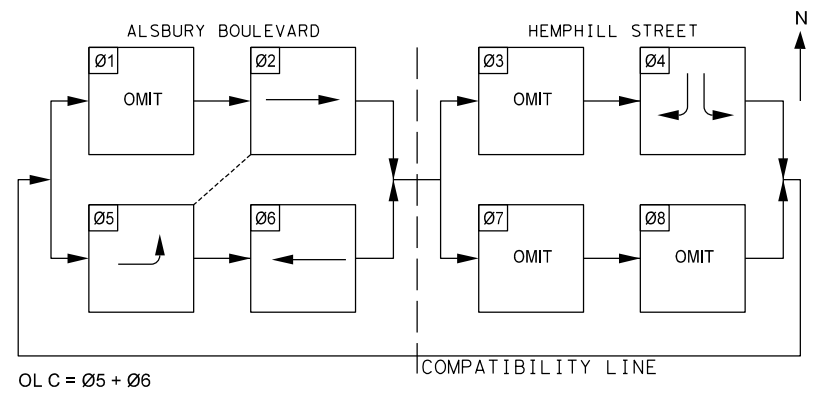 ALSBURY BOULEVARD
HEMPHILL STREET
N
Ø1
OMIT
Ø2
Ø3
OMIT
Ø4
Ø5
Ø6
Ø7
OMIT
Ø8
OMIT
COMPATIBILITY LINE
OL C = Ø5 + Ø6